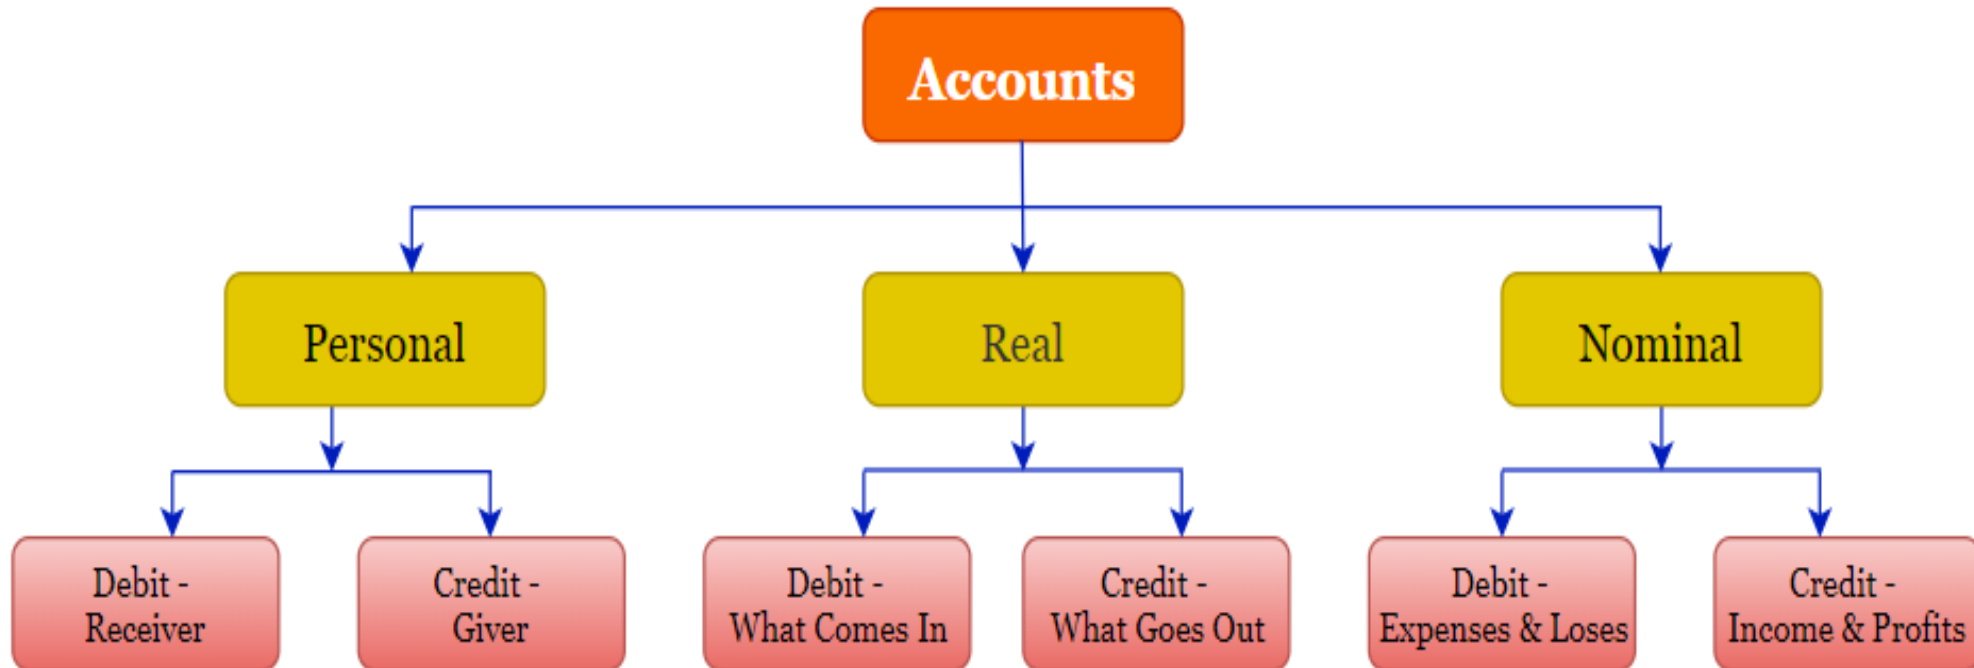 Accounts
Personal
Real
Nominal
Debit -
Receiver
Credit -
Giver
Debit -
What Comes In
Credit -
What Goes Out
Debit -
Expenses & Loses
Credit -
Income & Profits